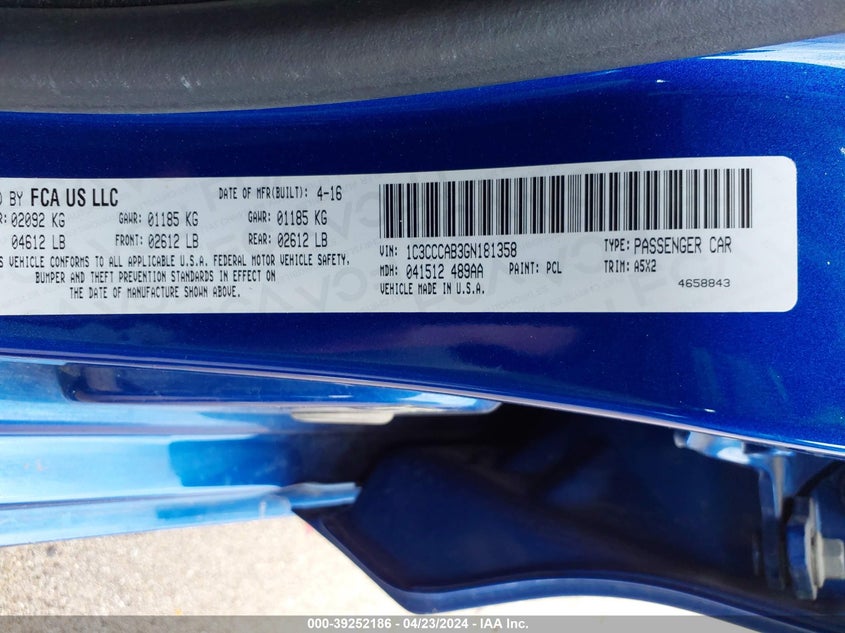 D BY FCA US LLC
DATE OF MFR(BUILT): 4-16
R: 02092 KG GAWR: 01185 KG GAWR: 01185 KG
04612 LB FRONT: 02612 LB REAR: 02612 LB
S VEHICLE CONFORMS TO ALL APPLICABLE U.S.A. FEDERAL MOTOR VEHICLE SAFETY,
BUMPER AND THEFT PREVENTION STANDARDS IN EFFECT ON
THE DATE OF MANUFACTURE SHOWN ABOVE.
VIN: 1C3CCCAB3GN181358 TYPE: PASSENGER CAR
MDH: 041512 489AA PAINT: PCL TRIM: A5X2
VEHICLE MADE IN U.S.A.
4658843
000-39252186 - 04/23/2024 - IAA Inc.